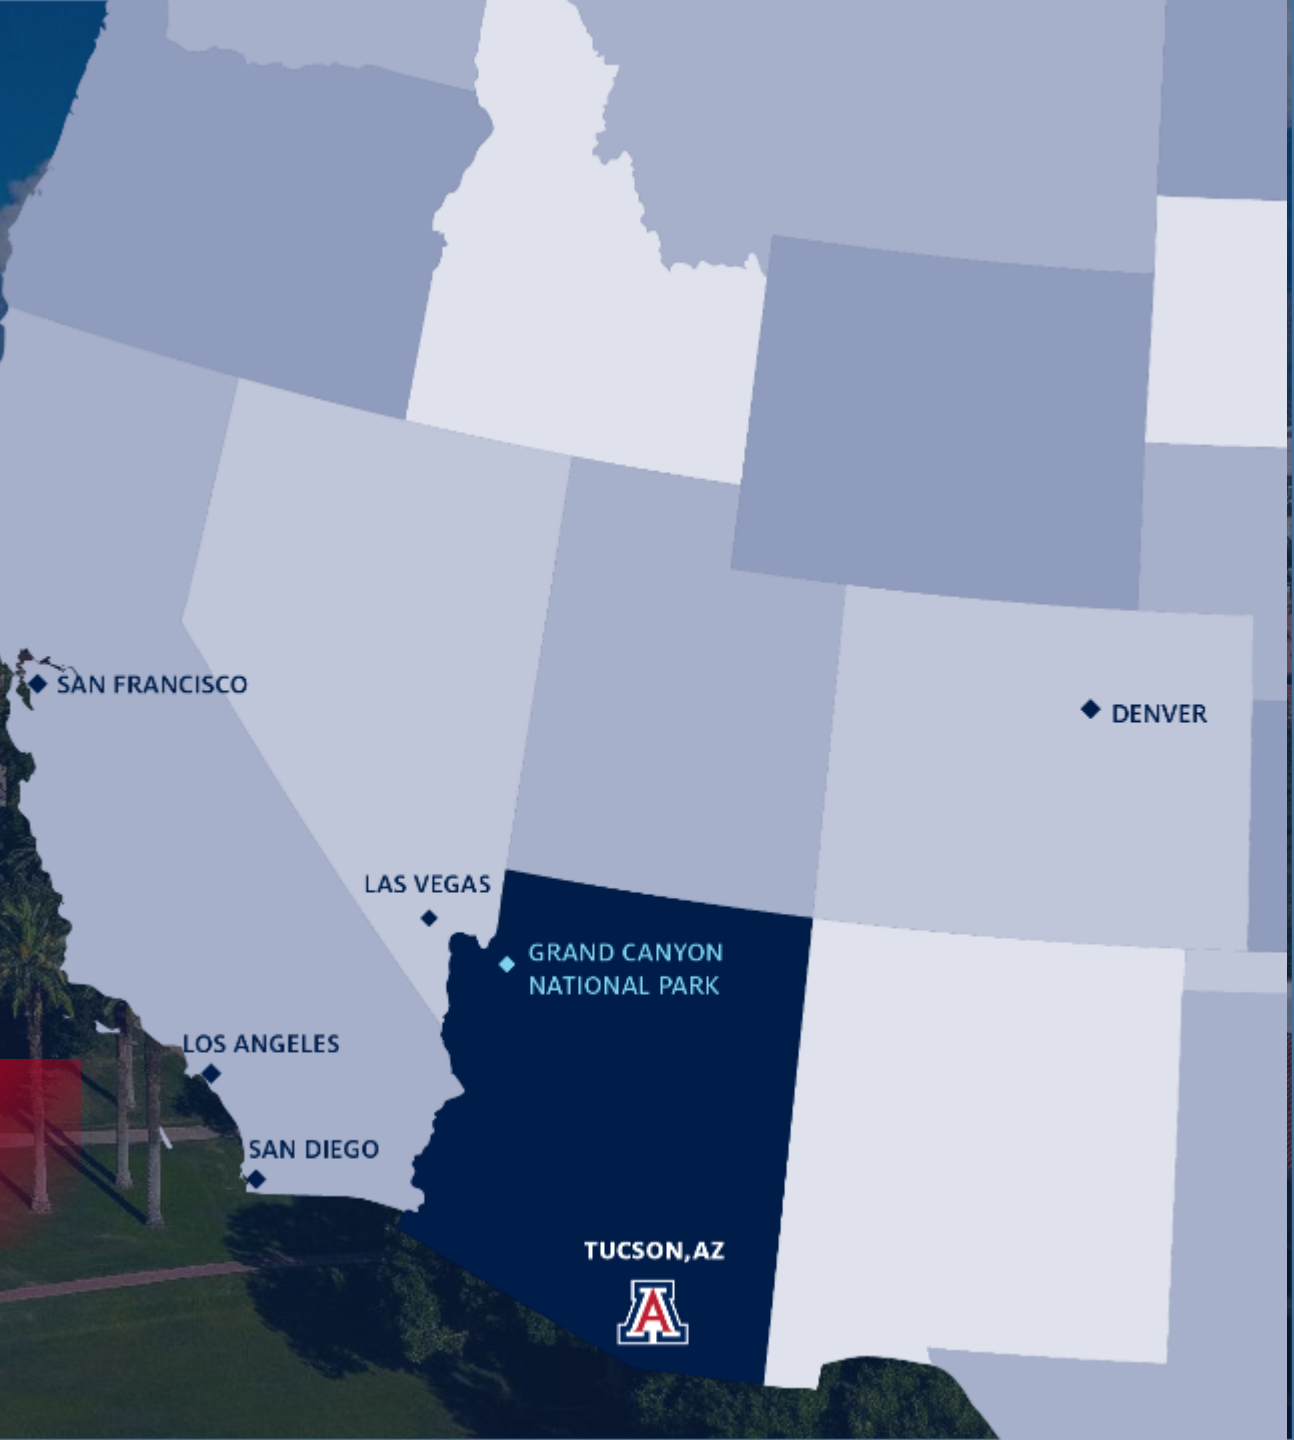 SAN FRANCISCO
DENVER
LAS VEGAS
GRAND CANYON
NATIONAL PARK
LOS ANGELES
SAN DIEGO
TUCSON, AZ
A